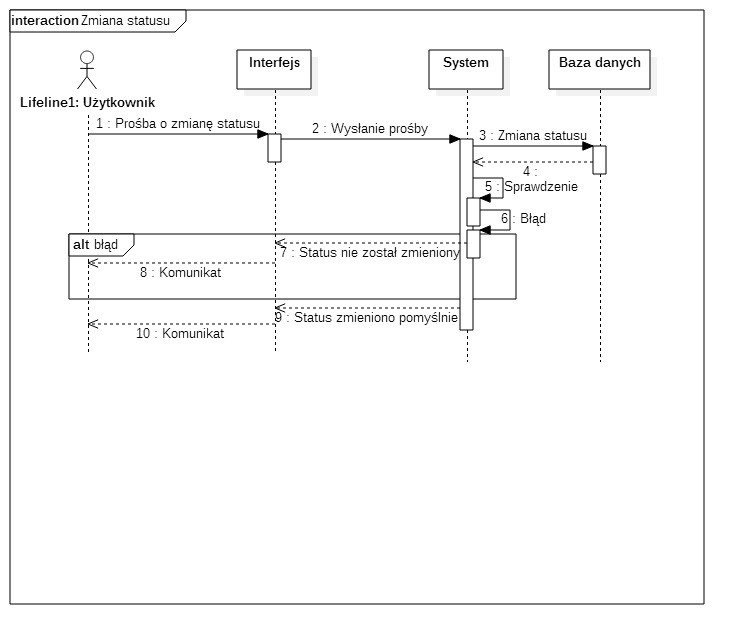 interaction Zmiana statusu
Interfejs
System
Baza danych
Lifeline1: Użytkownik
1 : Prośba o zmianę statusu
2 : Wysłanie prośby
3 : Zmiana statusu
4 :
5 : Sprawdzenie
6 : Błąd
alt błąd
7 : Status nie został zmieniony
8 : Komunikat
9 : Status zmieniono pomyślnie
10 : Komunikat